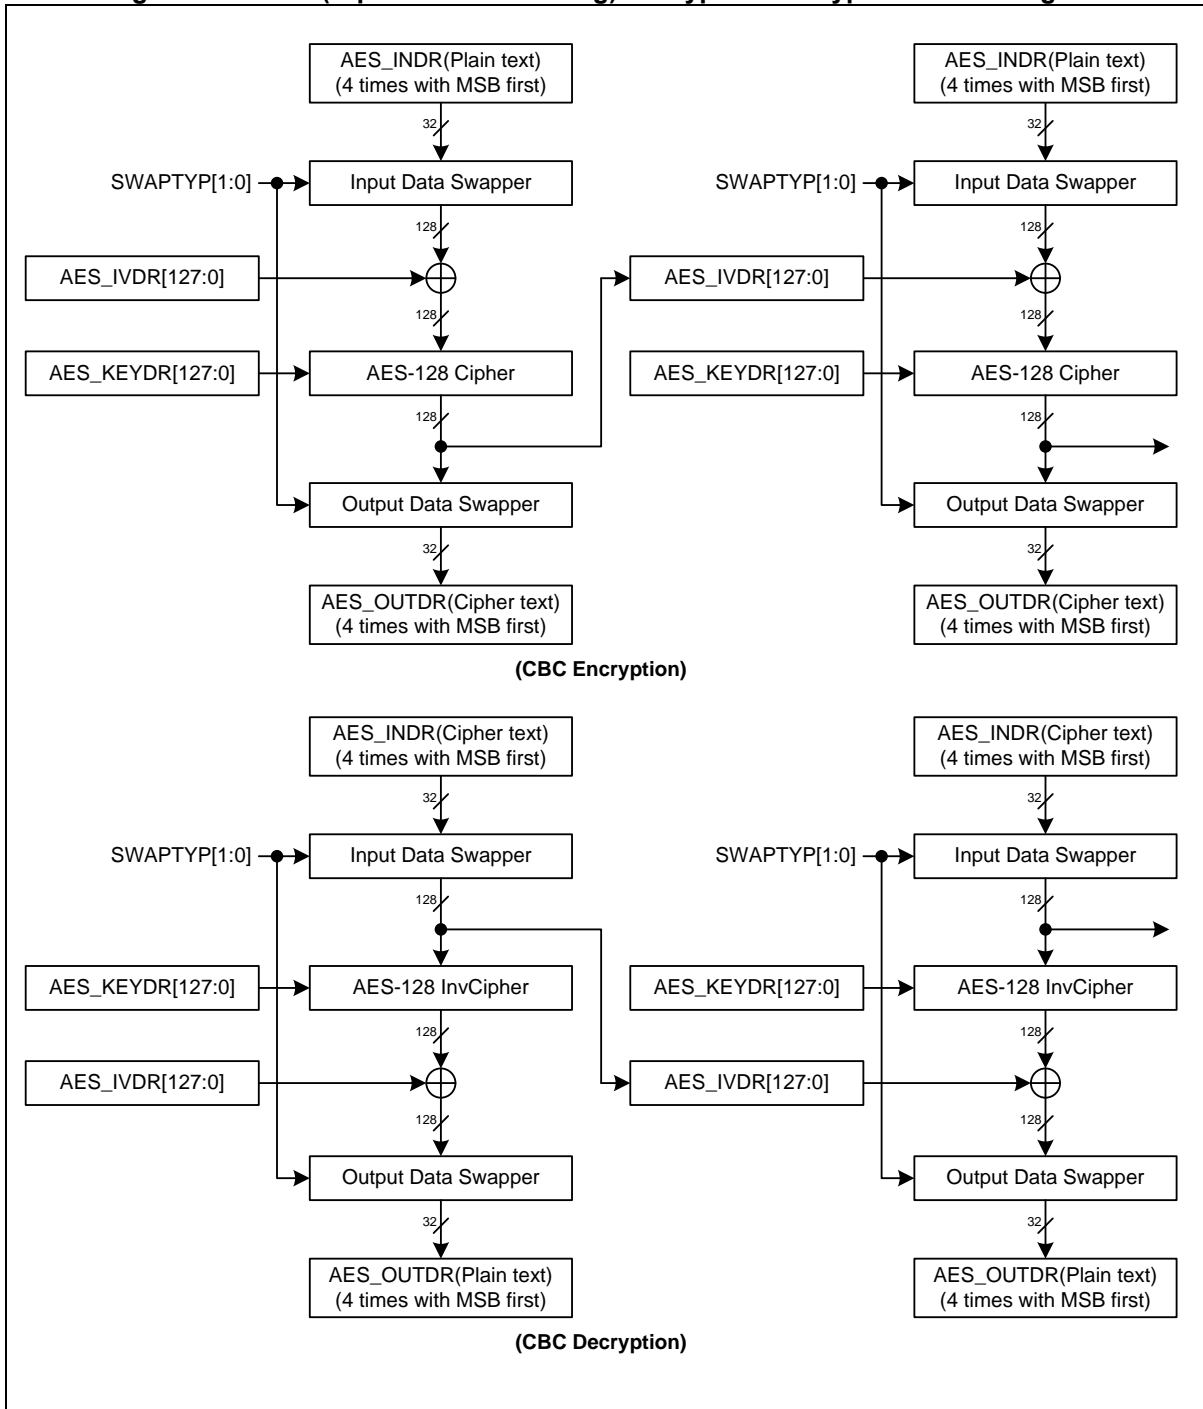 AES_INDR(Plain text)
(4 times with MSB first)
AES_INDR(Plain text)
(4 times with MSB first)
32
32
SWAPTYP[1:0]
Input Data Swapper
SWAPTYP[1:0]
Input Data Swapper
128
128
AES_IVDR[127:0]
AES_IVDR[127:0]
128
128
AES_KEYDR[127:0]
AES-128 Cipher
AES_KEYDR[127:0]
AES-128 Cipher
128
128
Output Data Swapper
Output Data Swapper
32
32
AES_OUTDR(Cipher text)
(4 times with MSB first)
AES_OUTDR(Cipher text)
(4 times with MSB first)
(CBC Encryption)
AES_INDR(Cipher text)
(4 times with MSB first)
AES_INDR(Cipher text)
(4 times with MSB first)
32
32
SWAPTYP[1:0]
Input Data Swapper
SWAPTYP[1:0]
Input Data Swapper
128
128
AES_KEYDR[127:0]
AES-128 InvCipher
AES_KEYDR[127:0]
AES-128 InvCipher
128
128
AES_IVDR[127:0]
AES_IVDR[127:0]
128
128
Output Data Swapper
Output Data Swapper
32
32
AES_OUTDR(Plain text)
(4 times with MSB first)
AES_OUTDR(Plain text)
(4 times with MSB first)
(CBC Decryption)